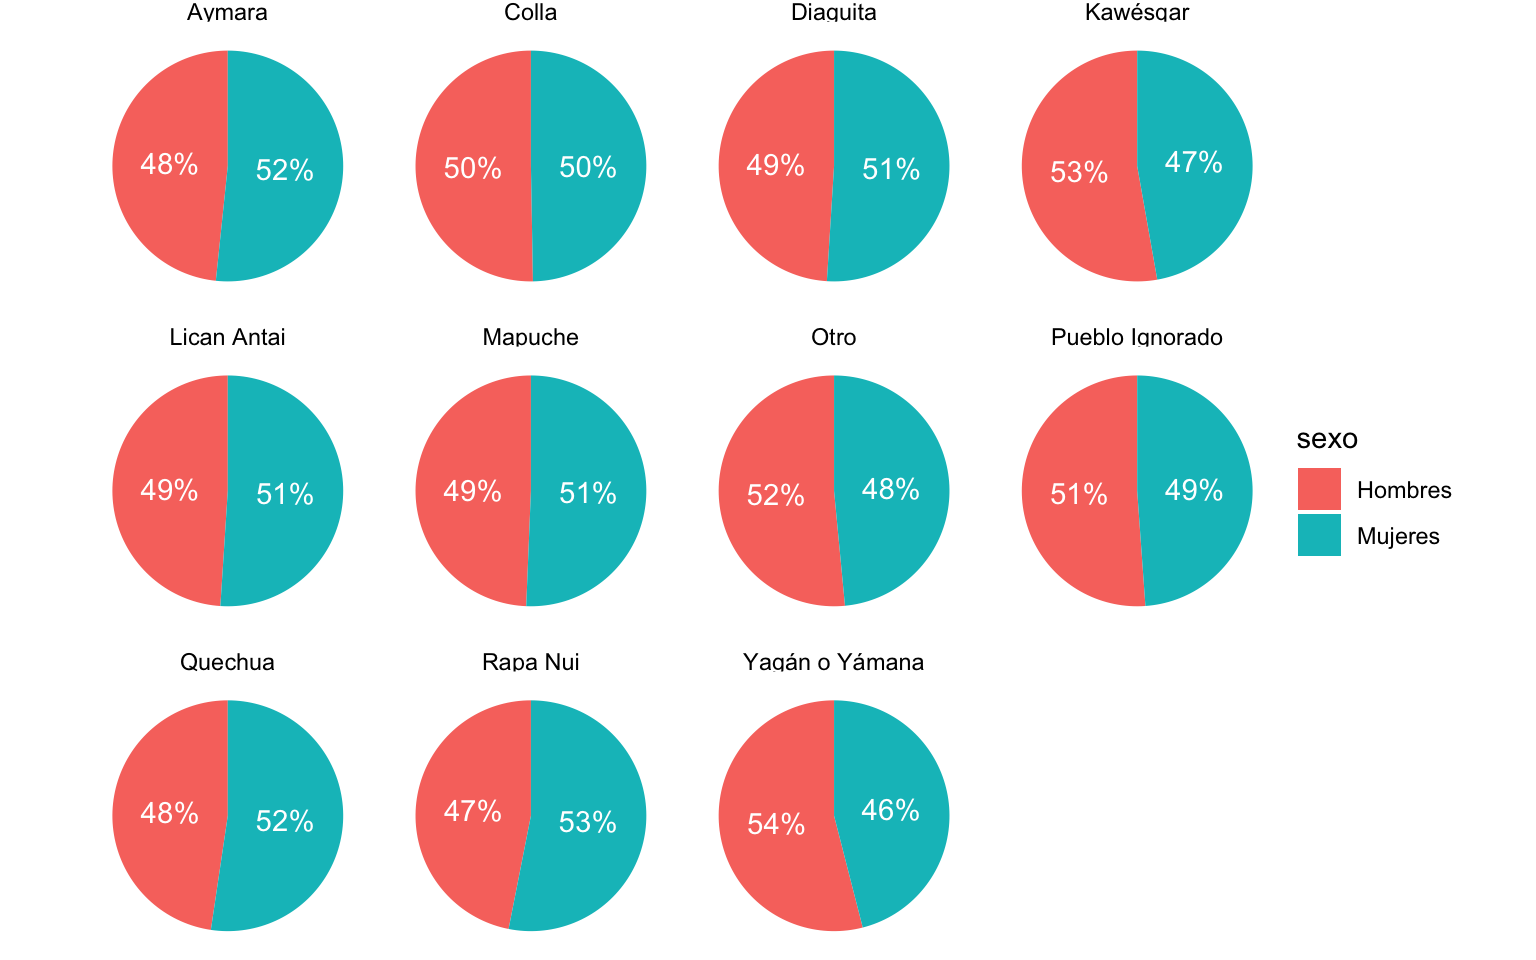 Aymara
Colla
Diaguita
Kawésqar
48%
52%
50%
50%
49%
51%
53%
47%
Lican Antai
Mapuche
Otro
Pueblo Ignorado
49%
51%
49%
51%
52%
48%
51%
49%
sexo
Hombres
Mujeres
Quechua
Rapa Nui
Yagán o Yámana
48%
52%
47%
53%
54%
46%